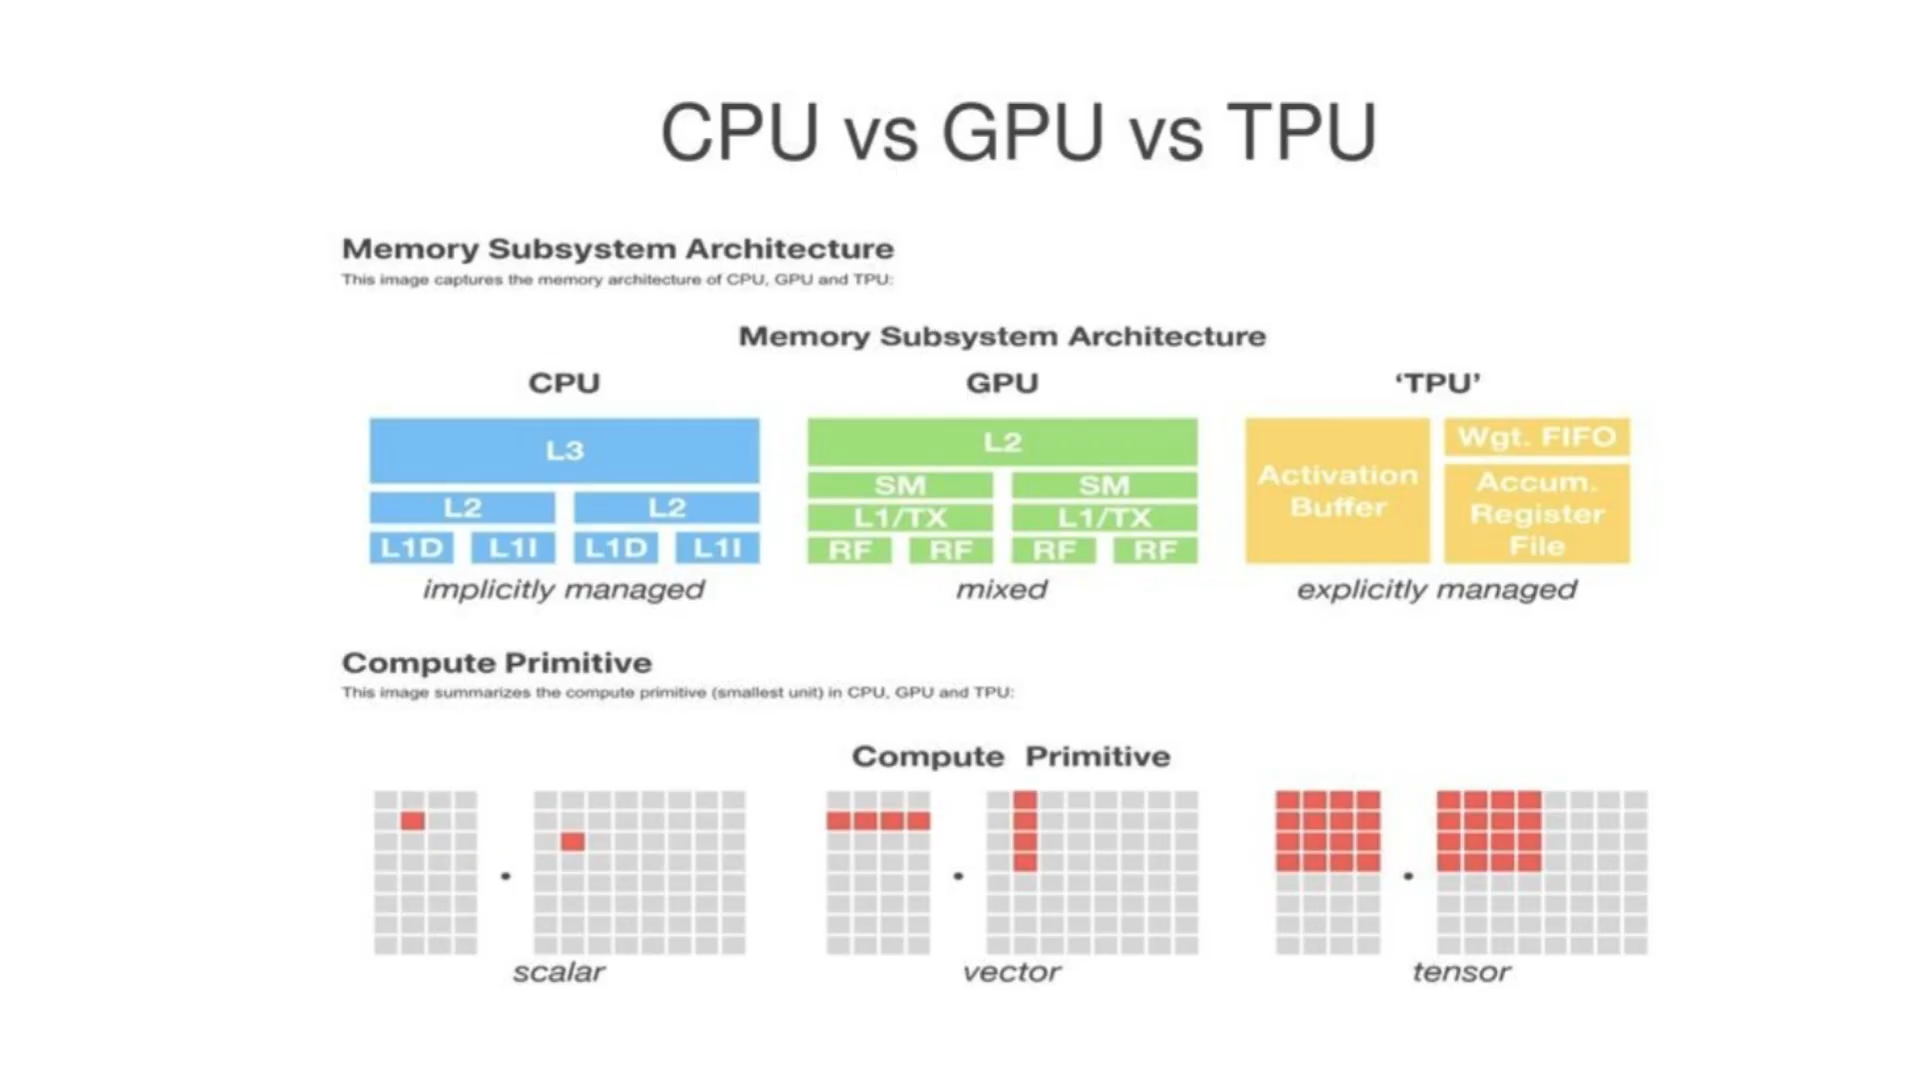 CPU vs GPU vs TPU
Memory Subsystem Architecture
This image captures the memory architecture of CPU, GPU and TPU:
Memory Subsystem Architecture
CPU
GPU
‘TPU’
L3
L2
L2
L1D
L1I
L1D
L1I
implicitly managed
L2
SM
SM
L1/TX
L1/TX
RF
RF
RF
RF
mixed
Activation
Buffer
Wgt. FIFO
Accum.
Register
File
explicitly managed
Compute Primitive
This image summarizes the compute primitive (smallest unit) in CPU, GPU and TPU:
Compute Primitive
scalar
vector
tensor